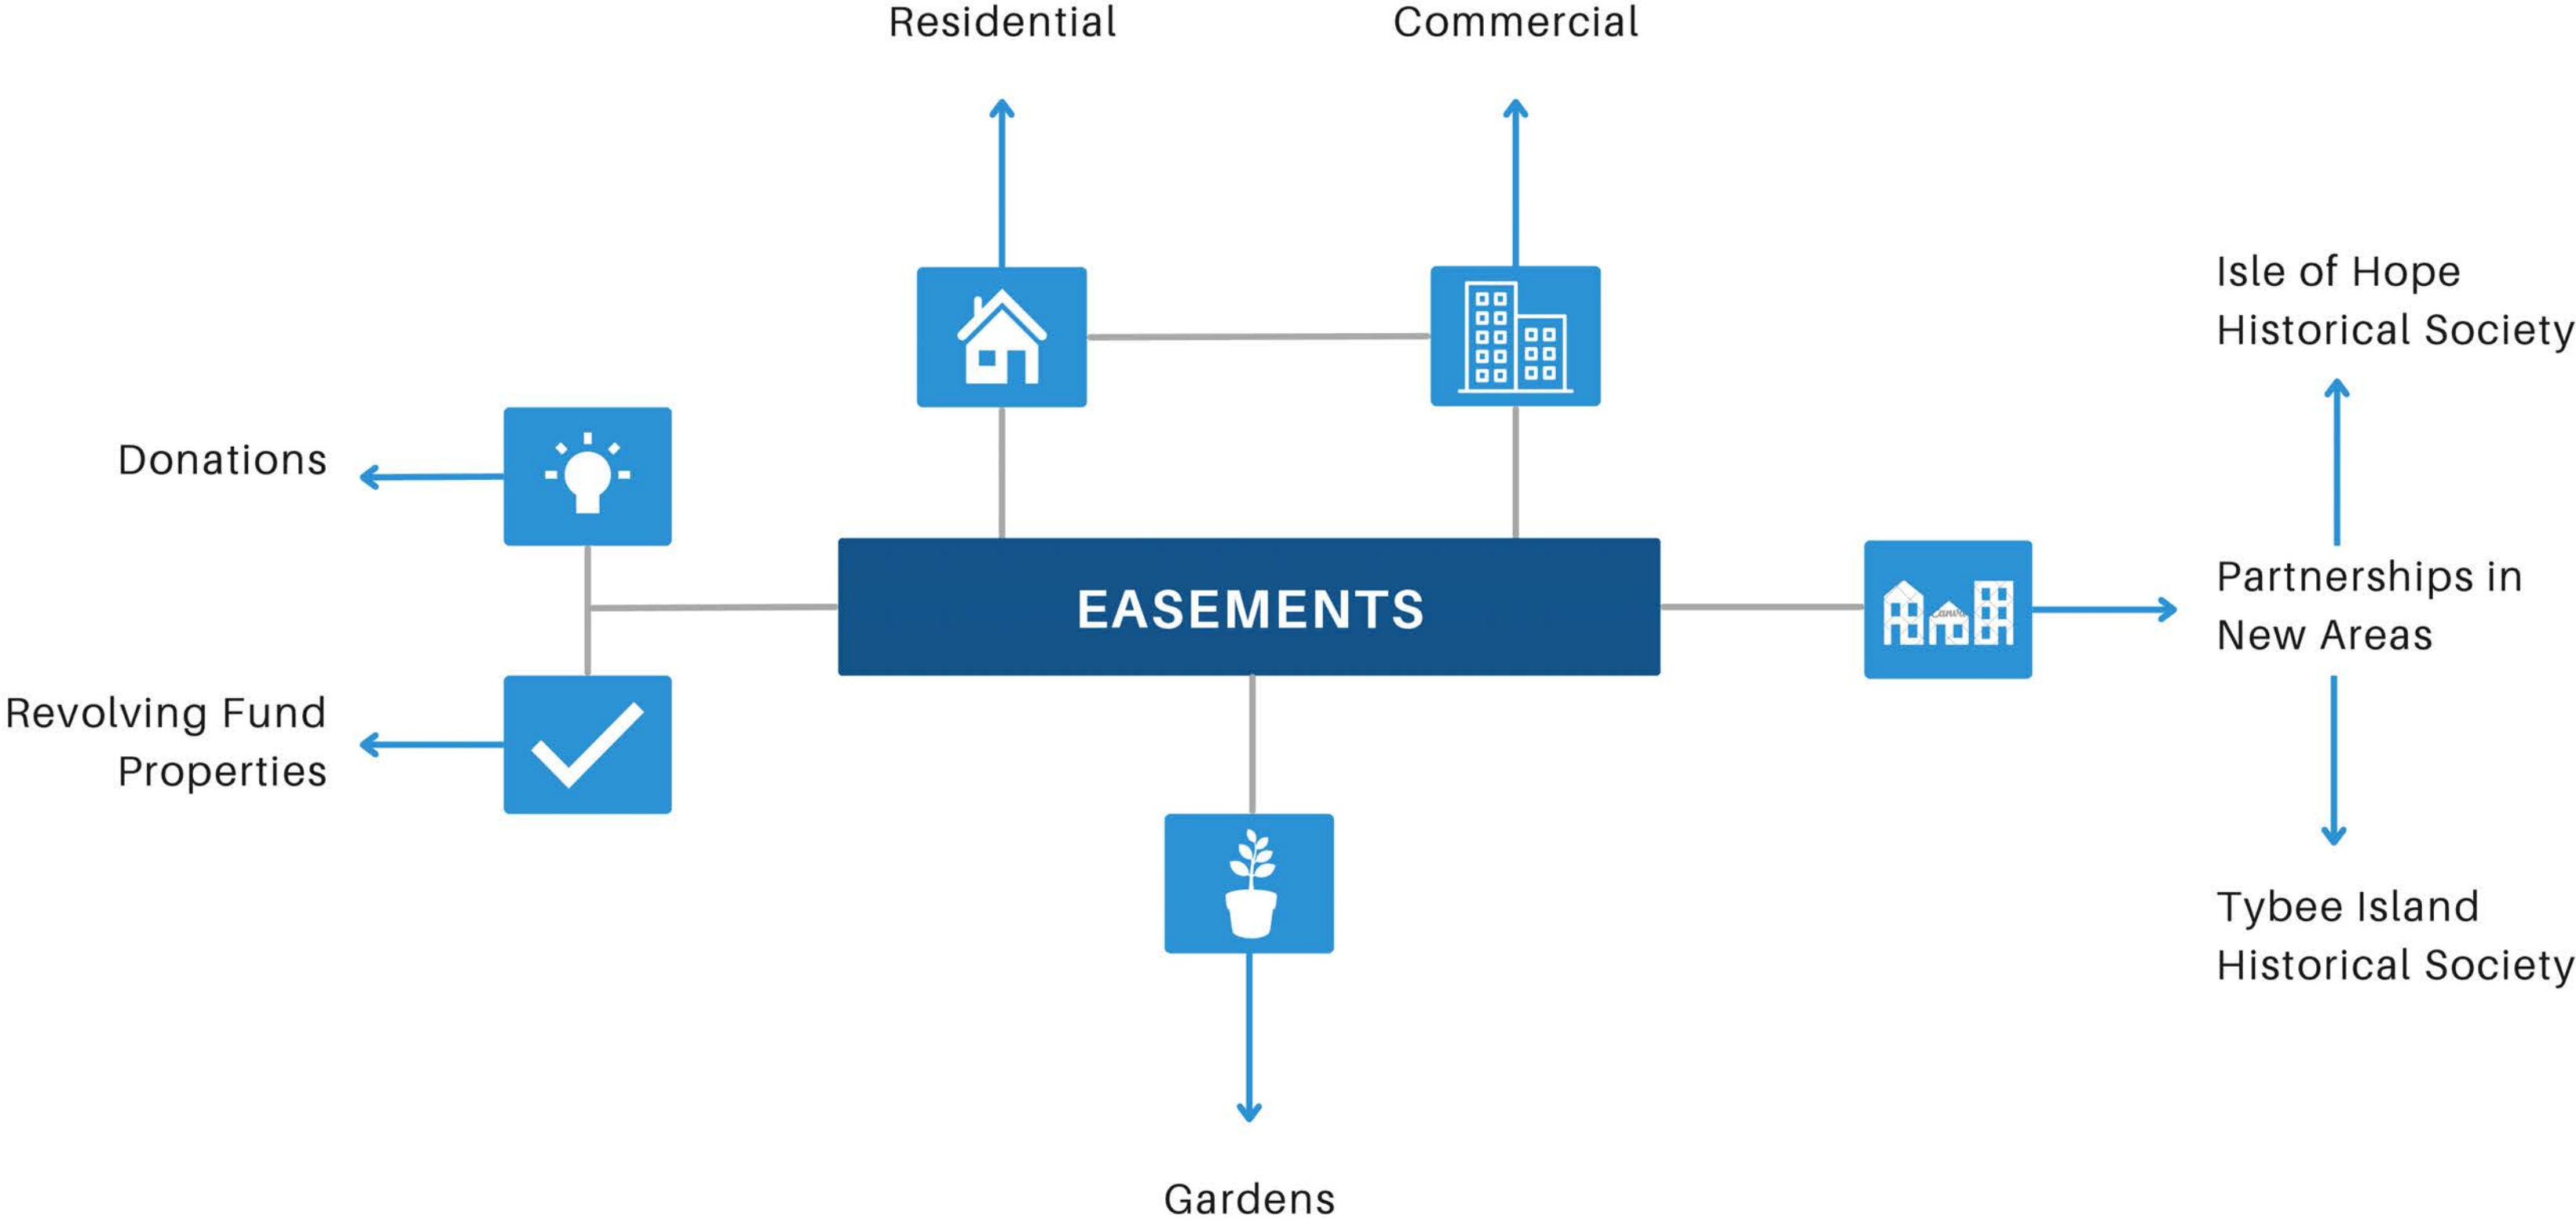 Residential
Commercial
Isle of Hope
Historical Society
Donations
EASEMENTS
Partnerships in
New Areas
Canva
Revolving Fund
Properties
Tybee Island
Historical Society
Gardens